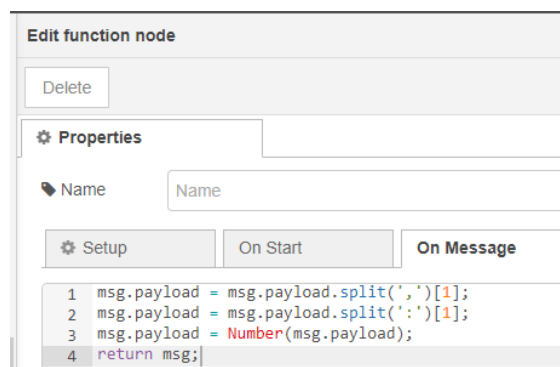 Edit function node
Delete
Properties
Name Name
Setup On Start On Message
1 msg.payload = msg.payload.split(',')[1];
2 msg.payload = msg.payload.split(':')[1];
3 msg.payload = Number(msg.payload);
4 return msg;